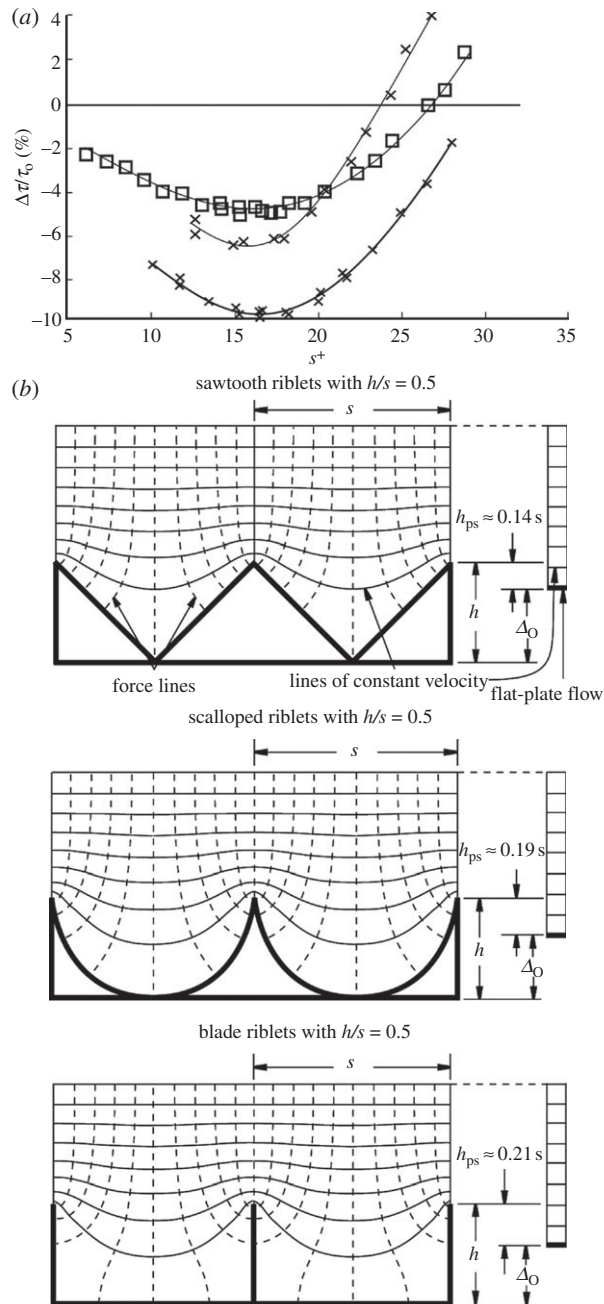 (a)
4
2
0
−2
−4
−6
−8
−10
Δτ/τo (%)
5 10 15 20 25 30 35
s+
(b)
sawtooth riblets with h/s = 0.5
s
hps ≈ 0.14 s
h
ΔO
force lines
lines of constant velocity
flat-plate flow
scalloped riblets with h/s = 0.5
s
hps ≈ 0.19 s
h
ΔO
blade riblets with h/s = 0.5
s
hps ≈ 0.21 s
h
ΔO